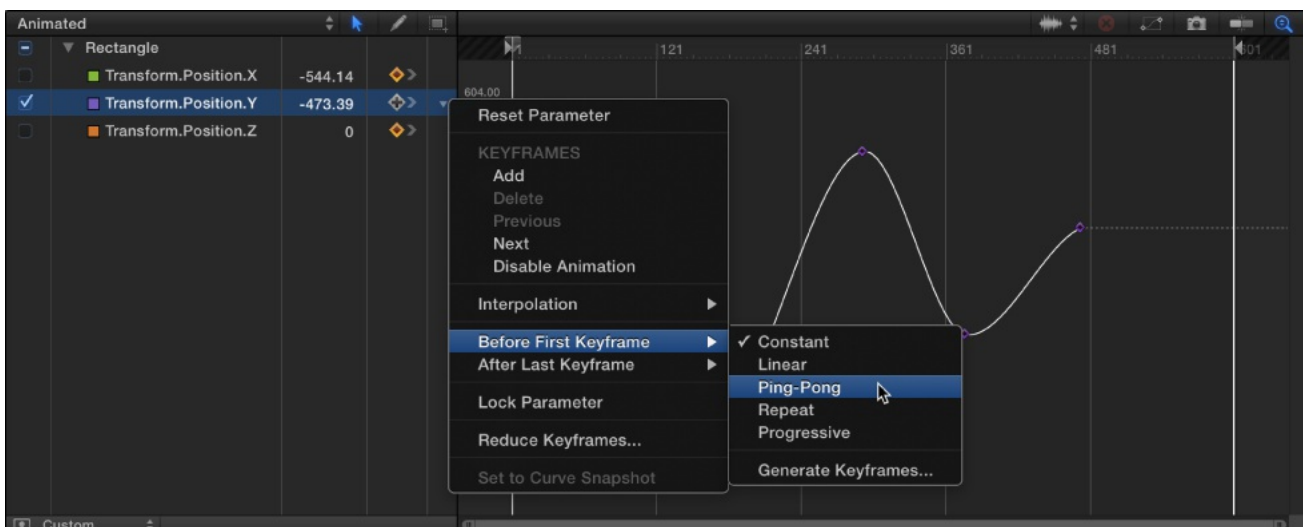 Animated
Rectangle
1 121 241 361 481 601
Transform.Position.X -544.14
604.00
Transform.Position.Y -473.39
Transform.Position.Z 0
Reset Parameter
KEYFRAMES
Add
Delete
Previous
Next
Disable Animation
Interpolation
Before First Keyframe
After Last Keyframe
Lock Parameter
Reduce Keyframes...
Set to Curve Snapshot
Constant
Linear
Ping-Pong
Repeat
Progressive
Generate Keyframes...
Custom